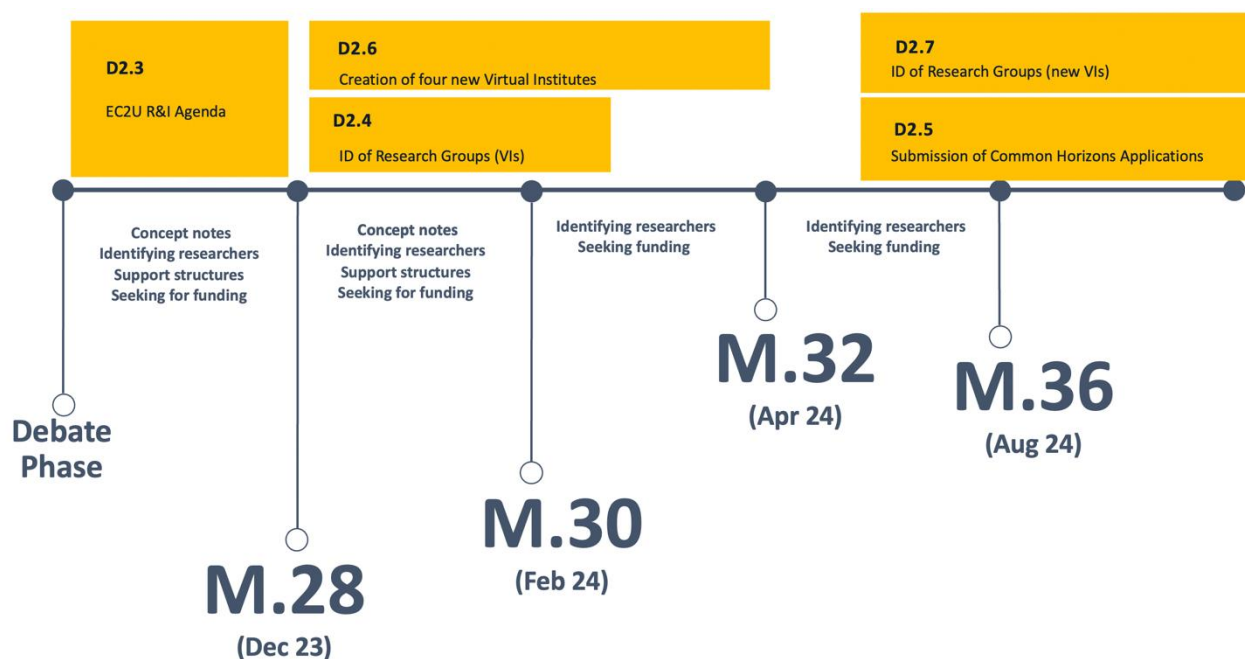 D2.3
EC2U R&I Agenda
D2.6
Creation of four new Virtual Institutes
D2.4
ID of Research Groups (VIs)
D2.7
ID of Research Groups (new VIs)
D2.5
Submission of Common Horizons Applications
Concept notes
Identifying researchers
Support structures
Seeking for funding
Concept notes
Identifying researchers
Support structures
Seeking for funding
Identifying researchers
Seeking funding
Identifying researchers
Seeking funding
Debate
Phase
M.28
(Dec 23)
M.30
(Feb 24)
M.32
(Apr 24)
M.36
(Aug 24)